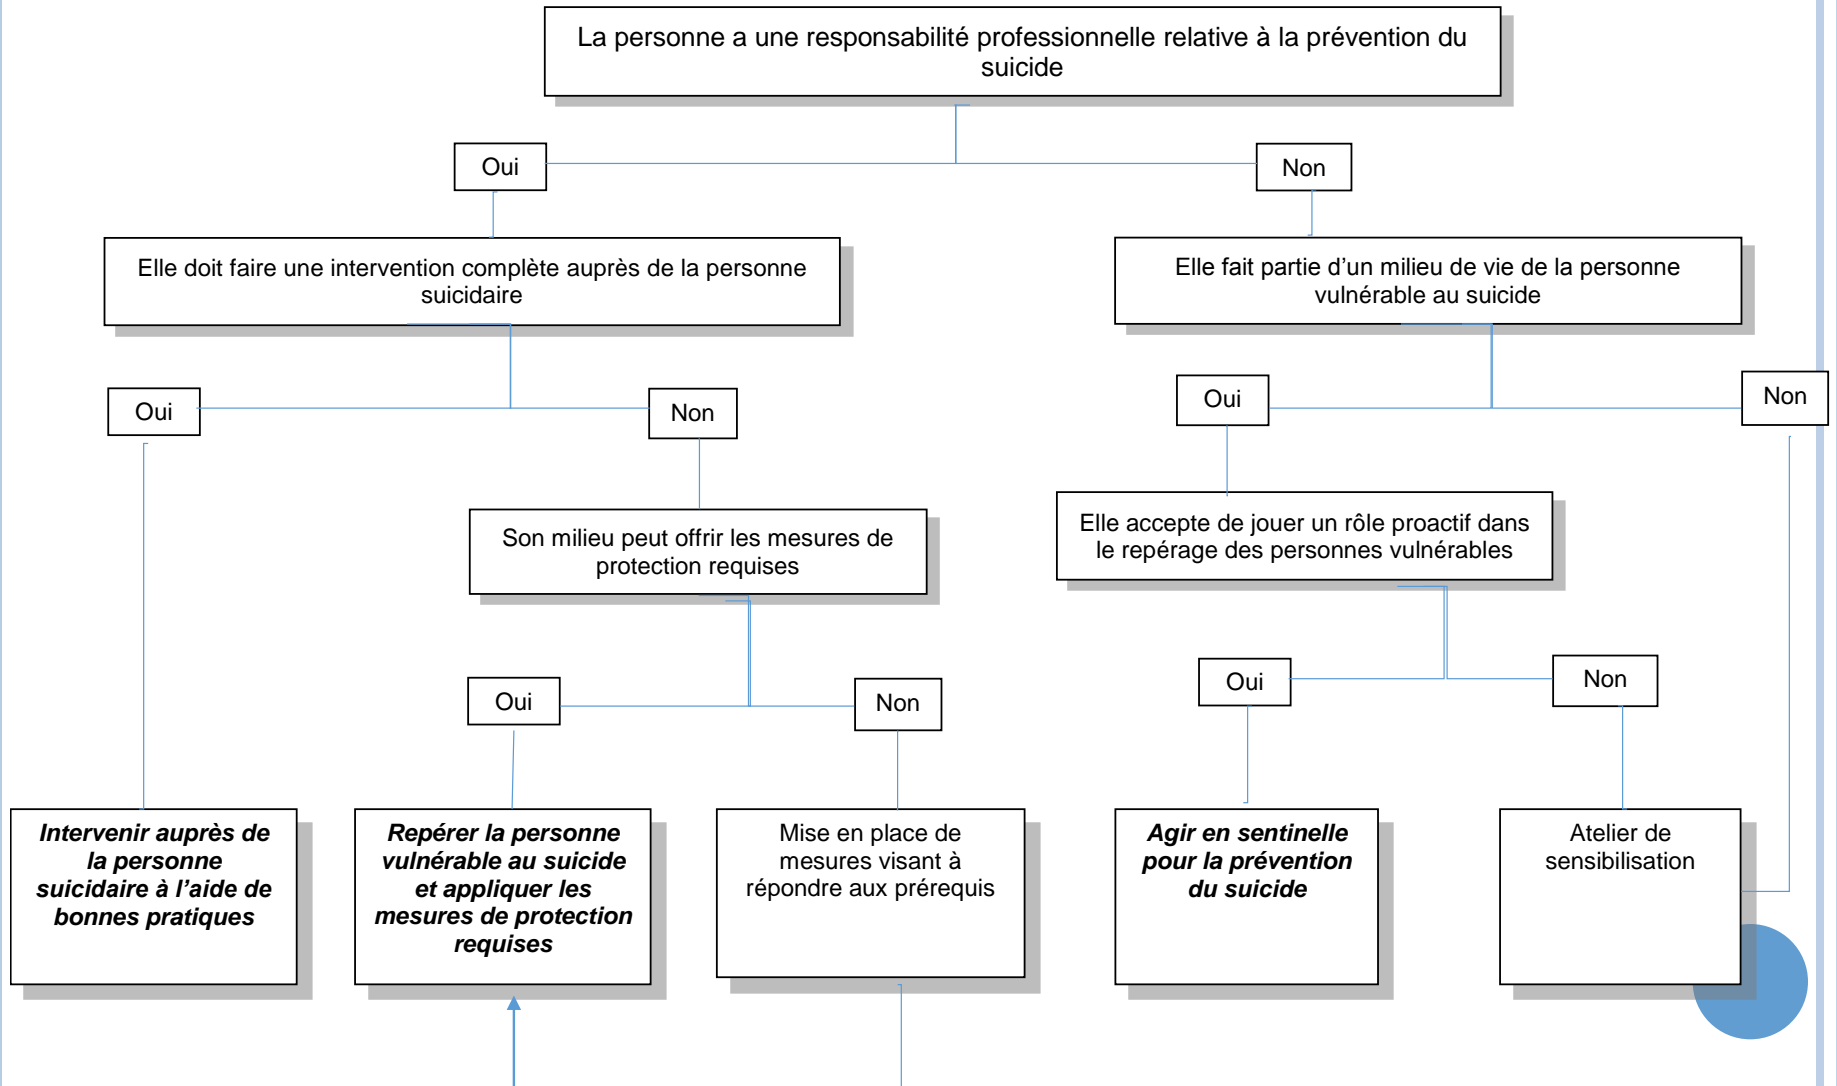 La personne a une responsabilité professionnelle relative à la prévention du
suicide
Oui
Non
Elle doit faire une intervention complète auprès de la personne
suicidaire
Elle fait partie d’un milieu de vie de la personne
vulnérable au suicide
Oui
Non
Oui
Non
Son milieu peut offrir les mesures de
protection requises
Elle accepte de jouer un rôle proactif dans
le repérage des personnes vulnérables
Oui
Non
Oui
Non
Intervenir auprès de
la personne
suicidaire à l’aide de
bonnes pratiques
Repérer la personne
vulnérable au suicide
et appliquer les
mesures de protection
requises
Mise en place de
mesures visant à
répondre aux prérequis
Agir en sentinelle
pour la prévention
du suicide
Atelier de
sensibilisation